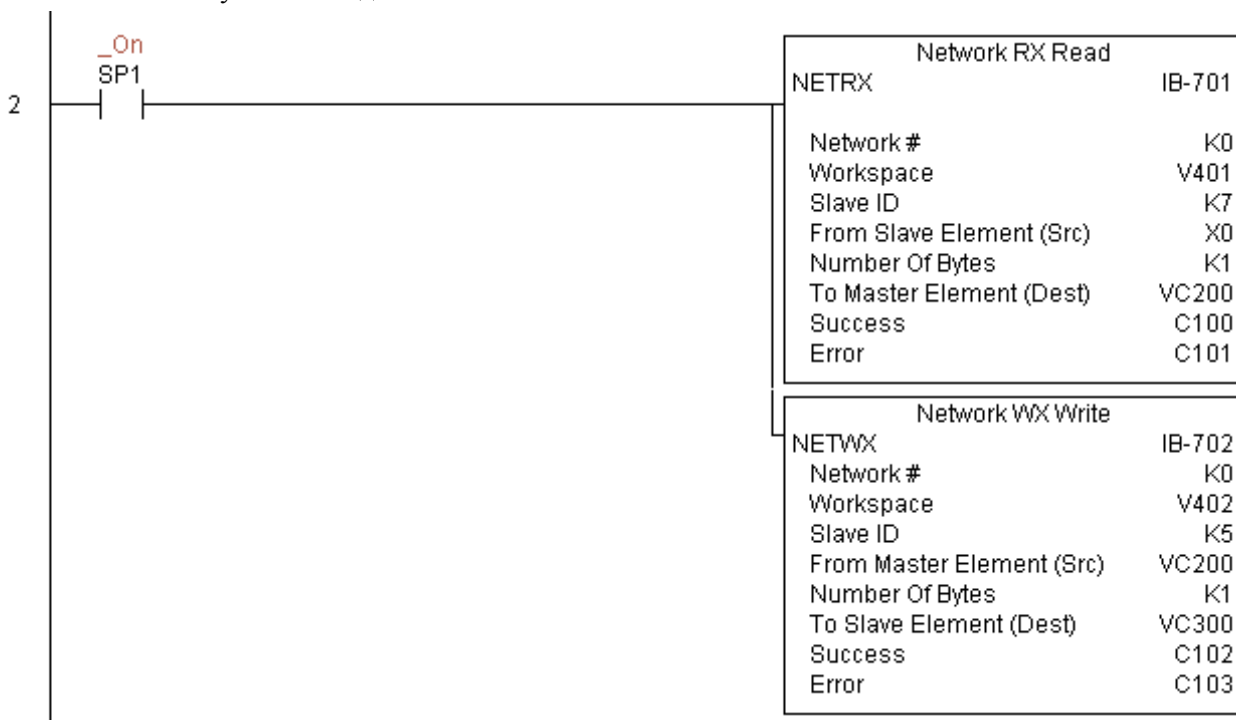 _On
SP1
2
Network RX Read
NETRX IB-701
Network # K0
Workspace V401
Slave ID K7
From Slave Element (Src) X0
Number Of Bytes K1
To Master Element (Dest) VC200
Success C100
Error C101
Network WX Write
NETWX IB-702
Network # K0
Workspace V402
Slave ID K5
From Master Element (Src) VC200
Number Of Bytes K1
To Slave Element (Dest) VC300
Success C102
Error C103